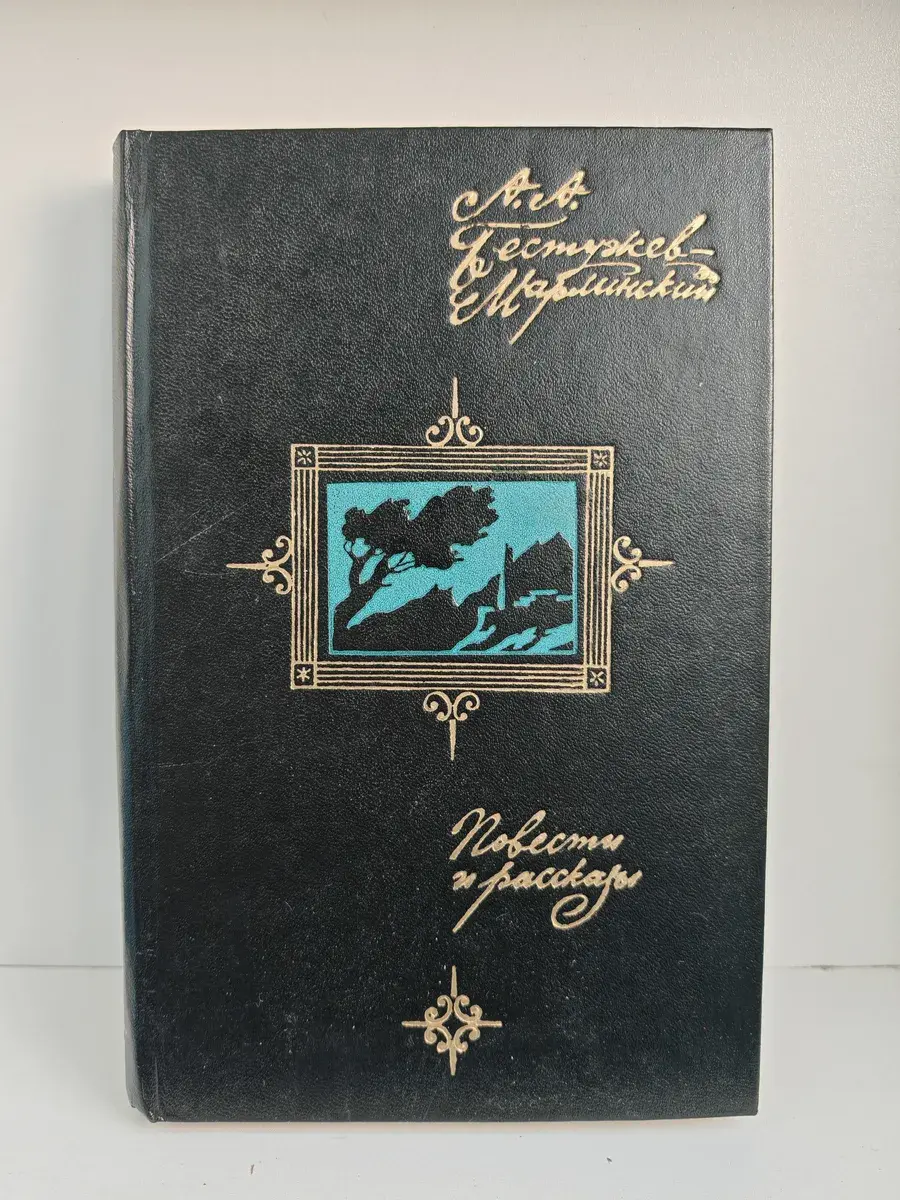 А. А.
Бестужев-
Марлинский
Повести
и рассказы